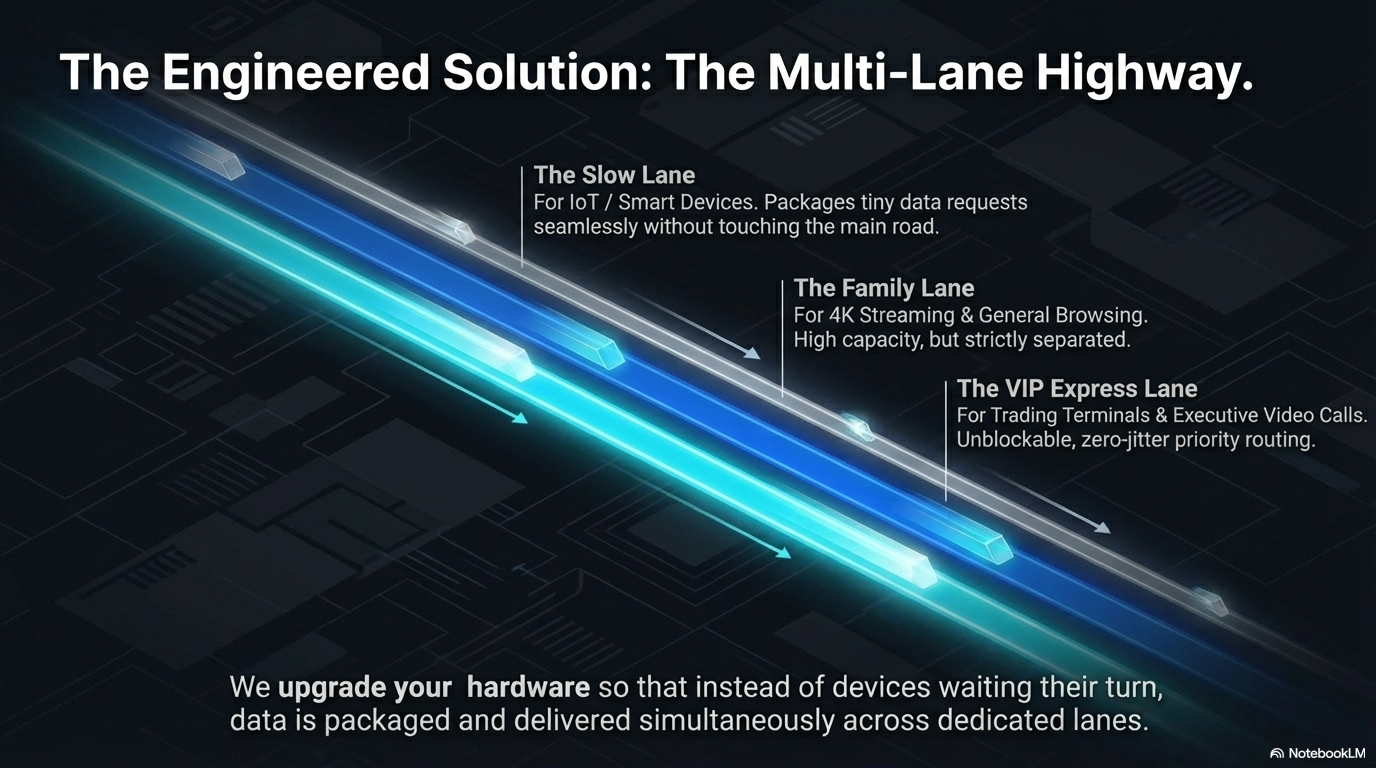 The Engineered Solution: The Multi-Lane Highway.
The Slow Lane
For IoT / Smart Devices. Packages tiny data requests
seamlessly without touching the main road.
The Family Lane
For 4K Streaming & General Browsing.
High capacity, but strictly separated.
The VIP Express Lane
For Trading Terminals & Executive Video Calls.
Unblockable, zero-jitter priority routing.
We upgrade your  hardware so that instead of devices waiting their turn,
data is packaged and delivered simultaneously across dedicated lanes.
NotebookLM